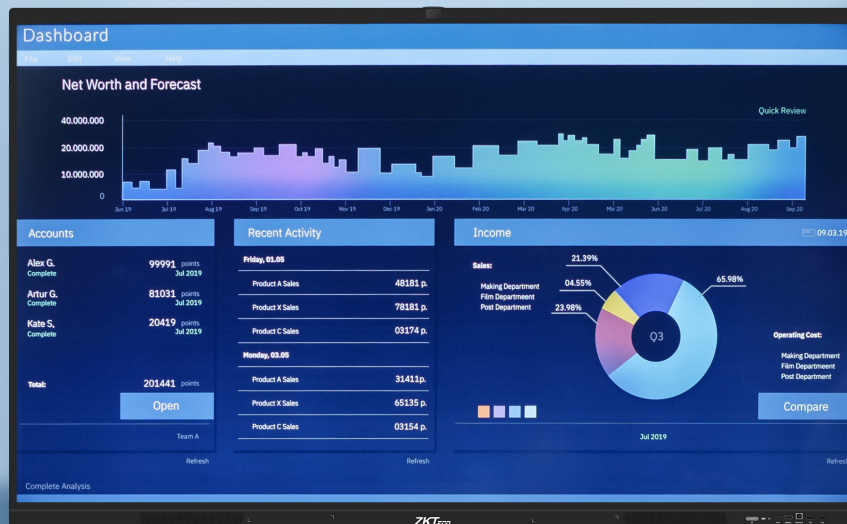 Dashboard
File Edit View Help
Net Worth and Forecast
Quick Review
40.000.000
20.000.000
10.000.000
0
Jun 19 Jul 19 Aug 19 Sep 19 Oct 19 Nov 19 Dec 19 Jan 20 Feb 20 Mar 20 Apr 20 Mai 20 Jun 20 Jul 20 Aug 20 Sep 20
Accounts
Alex G. 99991 points
Complete Jul 2019
Artur G. 81031 points
Complete Jul 2019
Kate S, 20419 points
Complete Jul 2019
Total: 201441 points
Open
Team A
Refresh
Complete Analysis
Recent Activity
Friday, 01.05
Product A Sales 48181 p.
Product X Sales 78181 p.
Product C Sales 03174 p.
Monday, 03.05
Product A Sales 31411p.
Product X Sales 65135 p.
Product C Sales 03154 p.
Refresh
Income 09.03.19
Sales:
Making Department
Film Departmeent
Post Department
21.39%
04.55%
23.98%
65.98%
Q3
Operating Cost:
Making Department
Film Departmeent
Post Department
Compare
Jul 2019
Refresh
ZKTECO